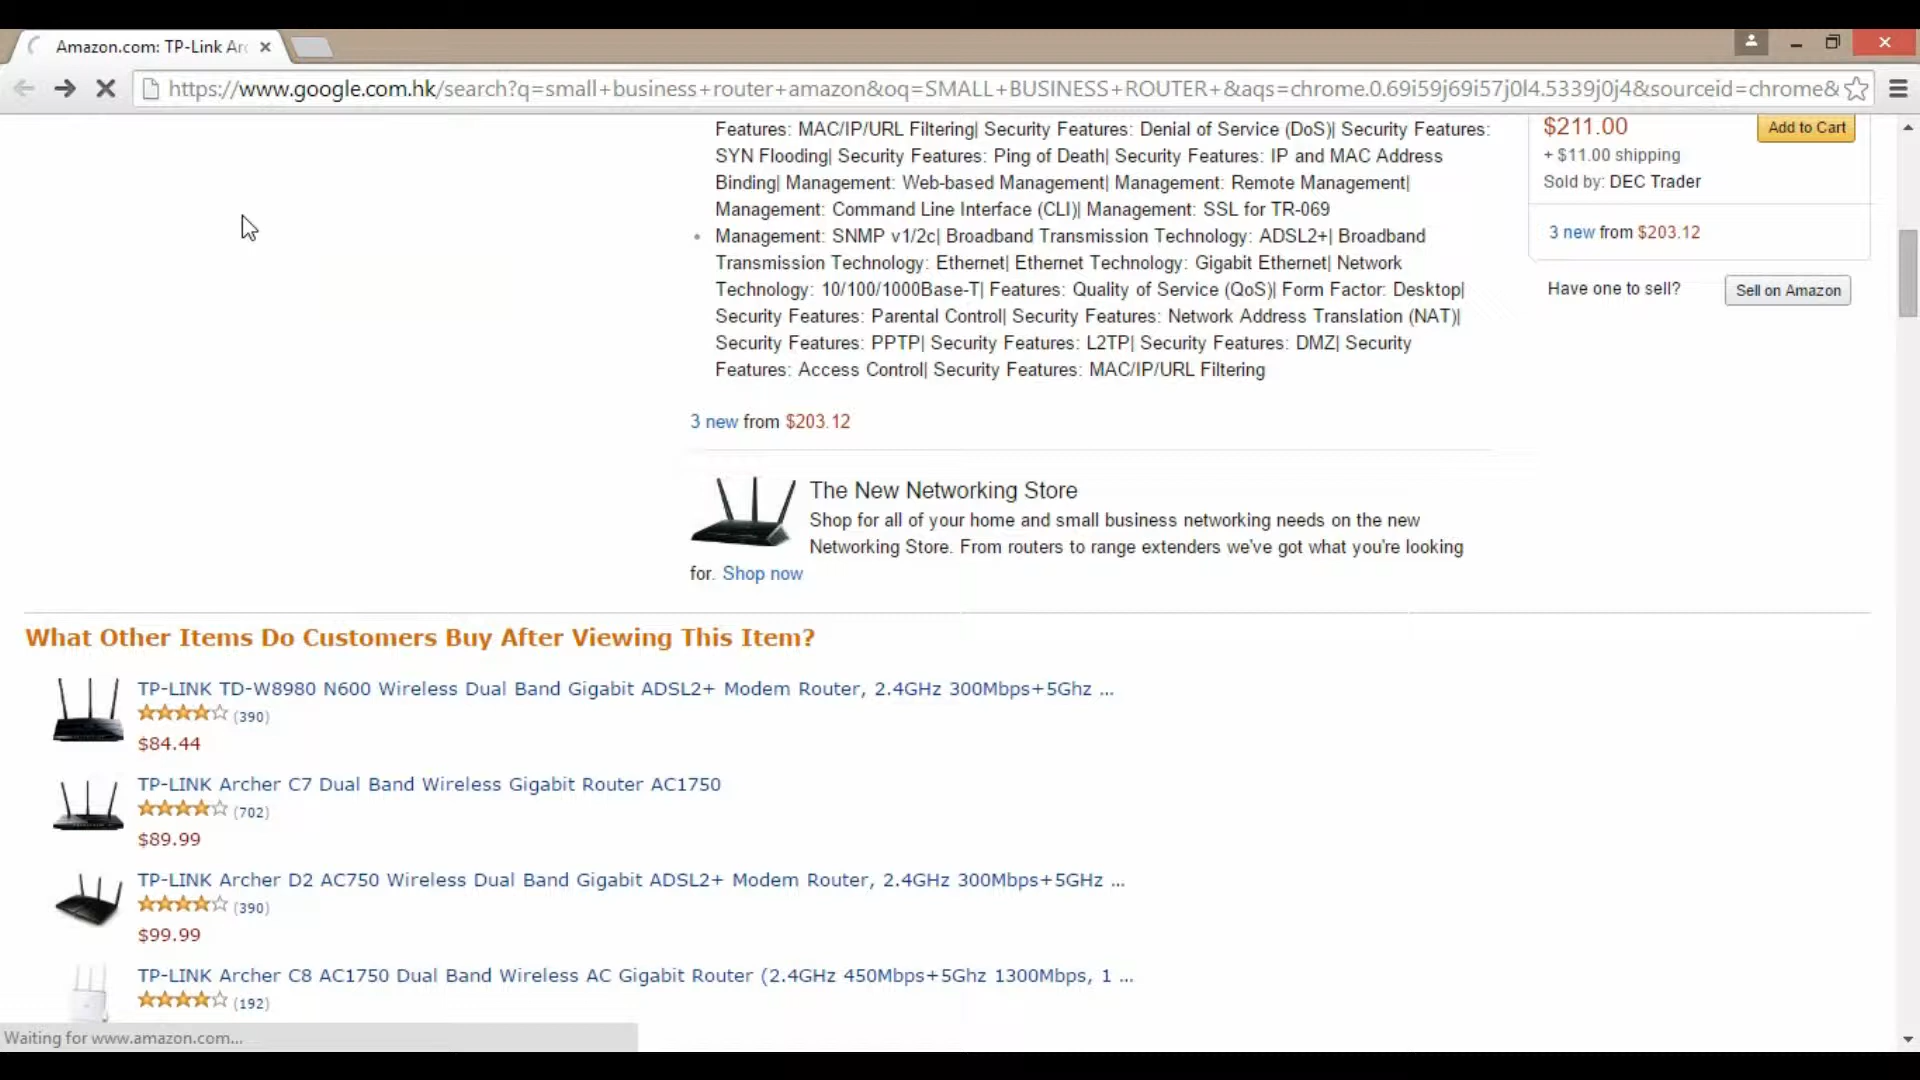 Amazon.com: TP-Link Arc
https://www.google.com.hk/search?q=small+business+router+amazon&oq=SMALL+BUSINESS+ROUTER+&aqs=chrome.0.69i59j69i57j0l4.5339j0j4&sourceid=chrome&
Features: MAC/IP/URL Filtering| Security Features: Denial of Service (DoS)| Security Features:
SYN Flooding| Security Features: Ping of Death| Security Features: IP and MAC Address
Binding| Management: Web-based Management| Management: Remote Management|
Management: Command Line Interface (CLI)| Management: SSL for TR-069
Management: SNMP v1/2c| Broadband Transmission Technology: ADSL2+| Broadband
Transmission Technology: Ethernet| Ethernet Technology: Gigabit Ethernet| Network
Technology: 10/100/1000Base-T| Features: Quality of Service (QoS)| Form Factor: Desktop|
Security Features: Parental Control| Security Features: Network Address Translation (NAT)|
Security Features: PPTP| Security Features: L2TP| Security Features: DMZ| Security
Features: Access Control| Security Features: MAC/IP/URL Filtering
3 new from $203.12
$211.00
Add to Cart
+ $11.00 shipping
Sold by: DEC Trader
3 new from $203.12
Have one to sell?
Sell on Amazon
The New Networking Store
Shop for all of your home and small business networking needs on the new
Networking Store. From routers to range extenders we've got what you're looking
for. Shop now
What Other Items Do Customers Buy After Viewing This Item?
TP-LINK TD-W8980 N600 Wireless Dual Band Gigabit ADSL2+ Modem Router, 2.4GHz 300Mbps+5Ghz ...
(390)
$84.44
TP-LINK Archer C7 Dual Band Wireless Gigabit Router AC1750
(702)
$89.99
TP-LINK Archer D2 AC750 Wireless Dual Band Gigabit ADSL2+ Modem Router, 2.4GHz 300Mbps+5GHz ...
(390)
$99.99
TP-LINK Archer C8 AC1750 Dual Band Wireless AC Gigabit Router (2.4GHz 450Mbps+5Ghz 1300Mbps, 1 ...
(192)
Waiting for www.amazon.com...